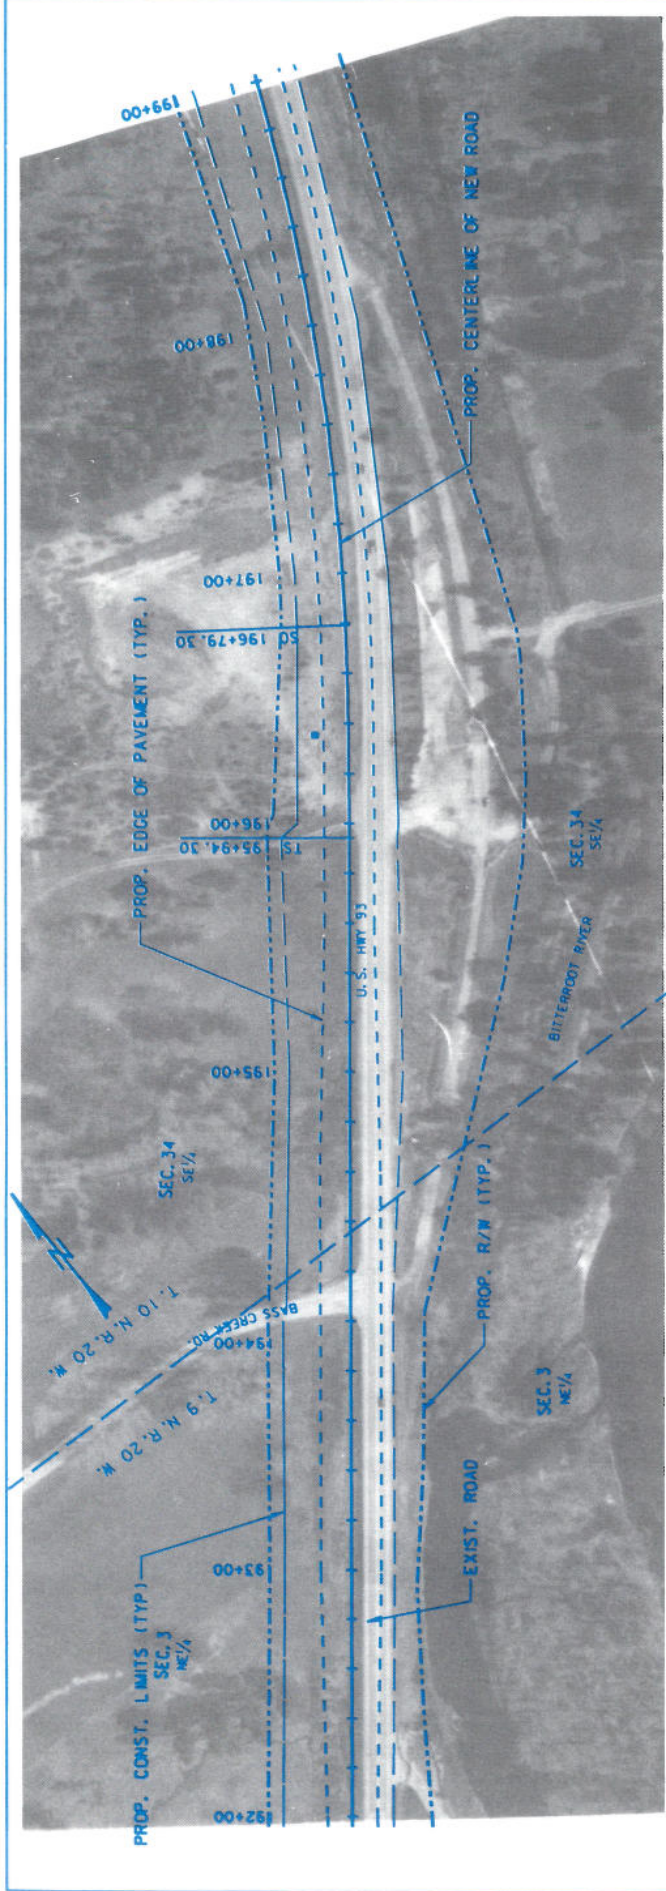 PROP. CONST. LIMITS (TYP)
SEC. 3
NE¼
T. 9 N. R. 20 W.
T. 10 N. R. 20 W.
SEC. 34
SE¼
PROP. EDGE OF PAVEMENT (TYP.)
192+00
193+00
194+00
BASS CREEK RD.
195+00
TS 195+94.30
196+00
SC 196+79.30
197+00
198+00
199+00
U.S. HWY 93
EXIST. ROAD
PROP. R/W (TYP.)
PROP. CENTERLINE OF NEW ROAD
SEC. 3
NE¼
BITTERROOT RIVER
SEC. 34
SE¼